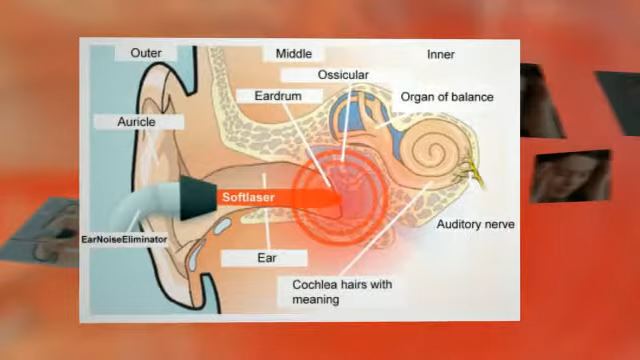 Outer
Middle
Inner
Ossicular
Eardrum
Organ of balance
Auricle
Softlaser
EarNoiseEliminator
Auditory nerve
Ear
Cochlea hairs with
meaning